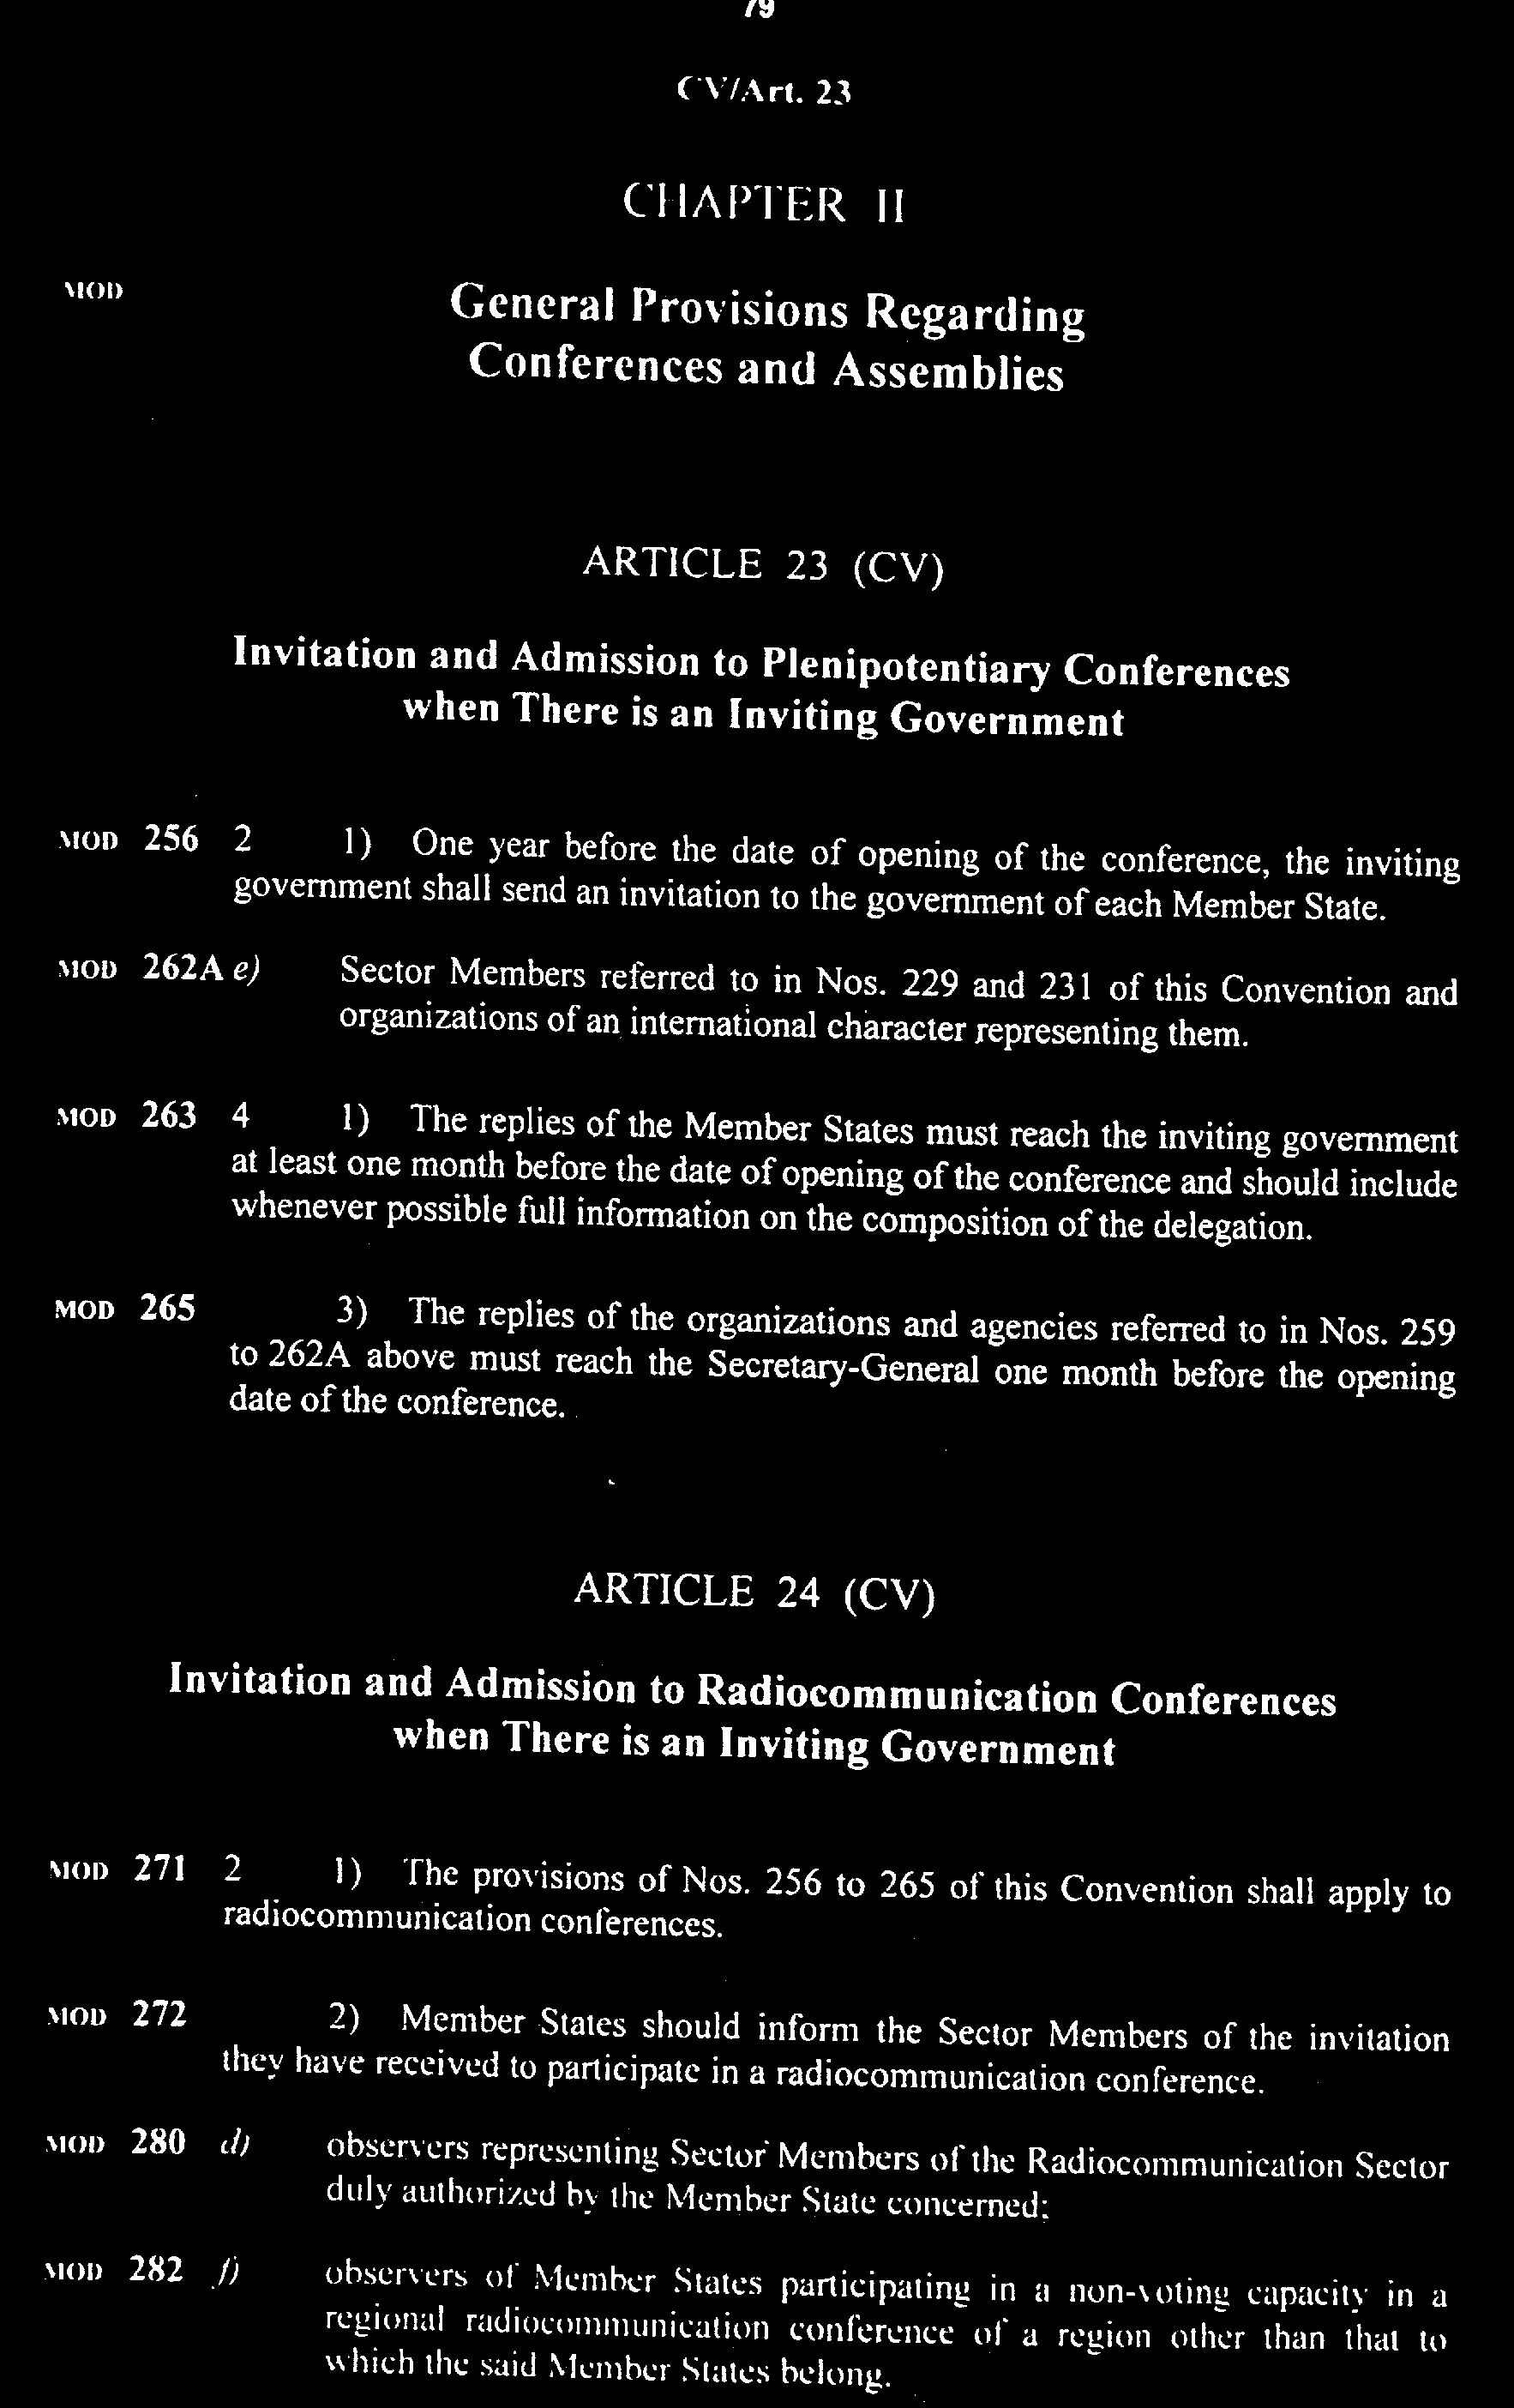 79
CV/Art. 23
CHAPTER II
MOD General Provisions Regarding
Conferences and Assemblies
ARTICLE 23 (CV)
Invitation and Admission to Plenipotentiary Conferences
when There is an Inviting Government
MOD 256 2 1) One year before the date of opening of the conference, the inviting
government shall send an invitation to the government of each Member State.
MOD 262A e) Sector Members referred to in Nos. 229 and 231 of this Convention and
organizations of an international character representing them.
MOD 263 4 1) The replies of the Member States must reach the inviting government
at least one month before the date of opening of the conference and should include
whenever possible full information on the composition of the delegation.
MOD 265 3) The replies of the organizations and agencies referred to in Nos. 259
to 262A above must reach the Secretary-General one month before the opening
date of the conference.
ARTICLE 24 (CV)
Invitation and Admission to Radiocommunication Conferences
when There is an Inviting Government
MOD 271 2 1) The provisions of Nos. 256 to 265 of this Convention shall apply to
radiocommunication conferences.
MOD 272 2) Member States should inform the Sector Members of the invitation
they have received to participate in a radiocommunication conference.
MOD 280 d) observers representing Sector Members of the Radiocommunication Sector
duly authorized by the Member State concerned;
MOD 282 f) observers of Member States participating in a non-voting capacity in a
regional radiocommunication conference of a region other than that to
which the said Member States belong.